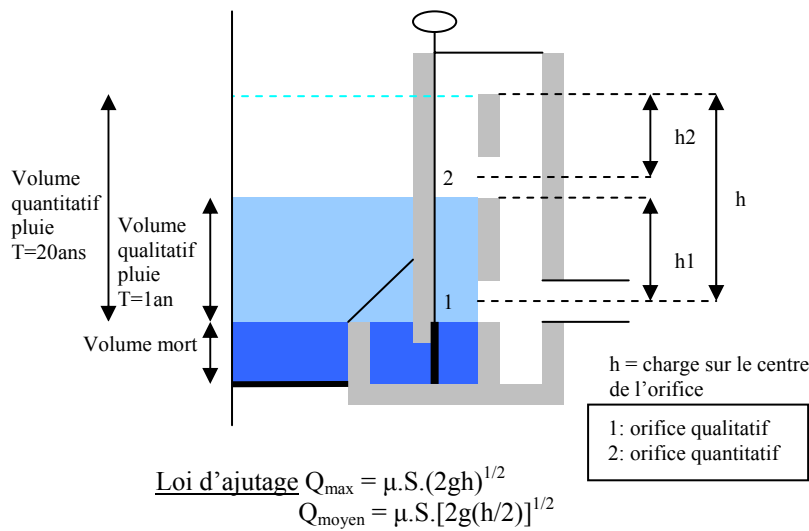 Volume
quantitatif
pluie
T=20ans
Volume
qualitatif
pluie
T=1an
Volume mort
2
1
h2
h
h1
h = charge sur le centre
de l’orifice
1: orifice qualitatif
2: orifice quantitatif
Loi d’ajutage Qmax = μ.S.(2gh)1/2
Qmoyen = μ.S.[2g(h/2)]1/2